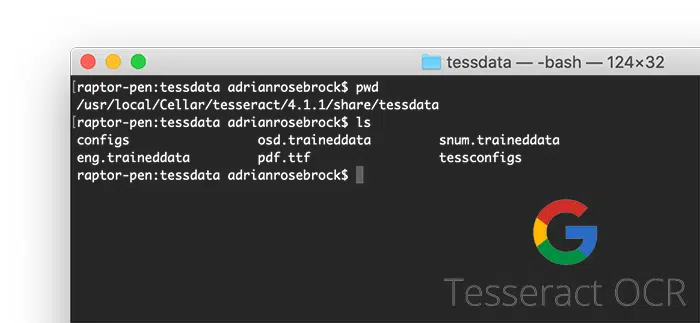 tessdata — -bash — 124×32
[raptor-pen:tessdata adrianrosebrock$ pwd
/usr/local/Cellar/tesseract/4.1.1/share/tessdata
[raptor-pen:tessdata adrianrosebrock$ ls
configs osd.traineddata snum.traineddata
eng.traineddata pdf.ttf tessconfigs
raptor-pen:tessdata adrianrosebrock$
G
Tesseract OCR